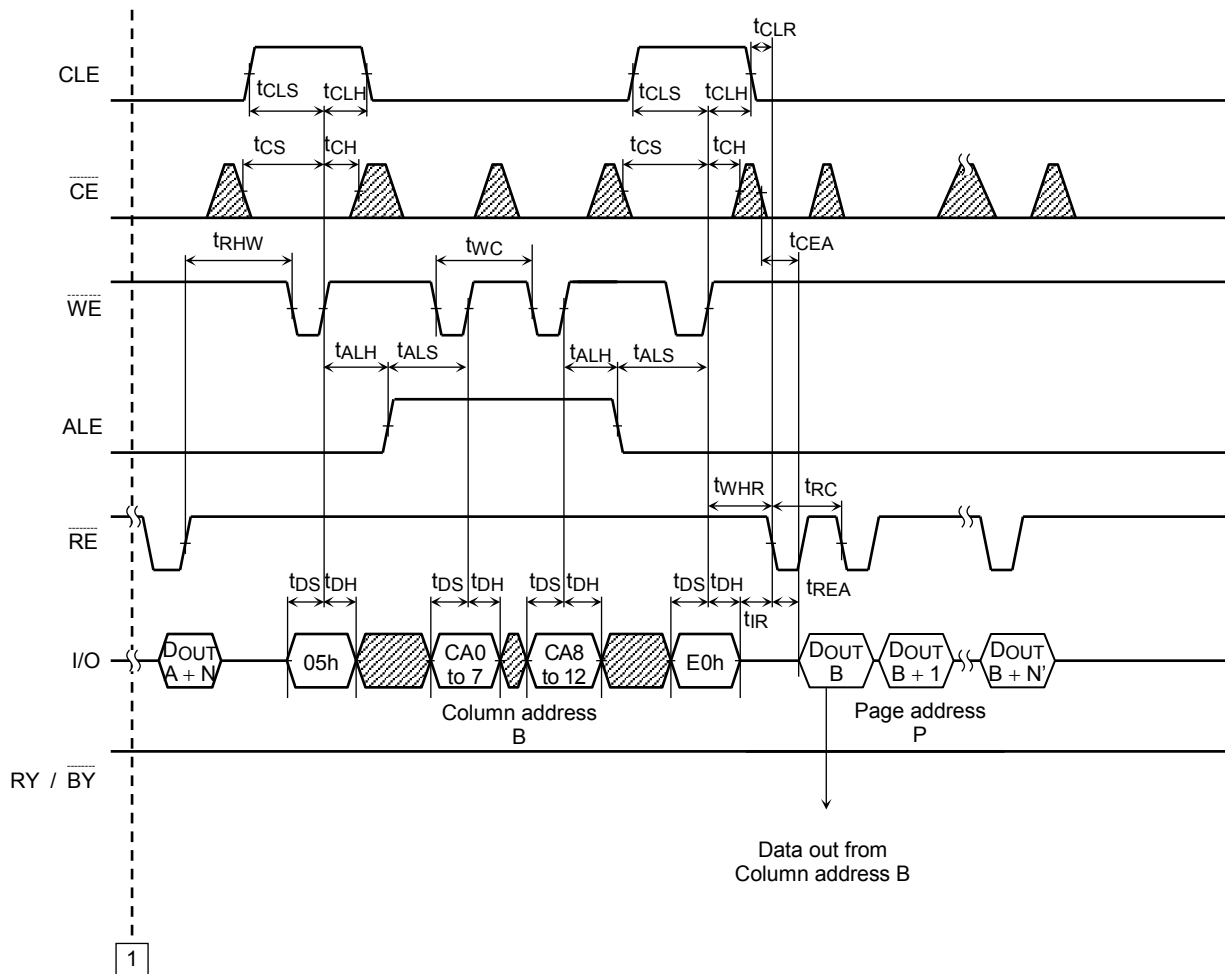 tCLR
CLE
tCLS tCLH tCLS tCLH
tCS tCH tCS tCH
CE
tRHW tWC tCEA
WE
tALH tALS tALH tALS
ALE
tWHR tRC
RE
tDS tDH tDS tDH tDS tDH tDS tDH tREA
tIR
I/O
DOUT
A + N
05h
CA0
to 7
CA8
to 12
E0h
DOUT
B
DOUT
B + 1
DOUT
B + N’
Column address
B
Page address
P
RY / BY
Data out from
Column address B
1